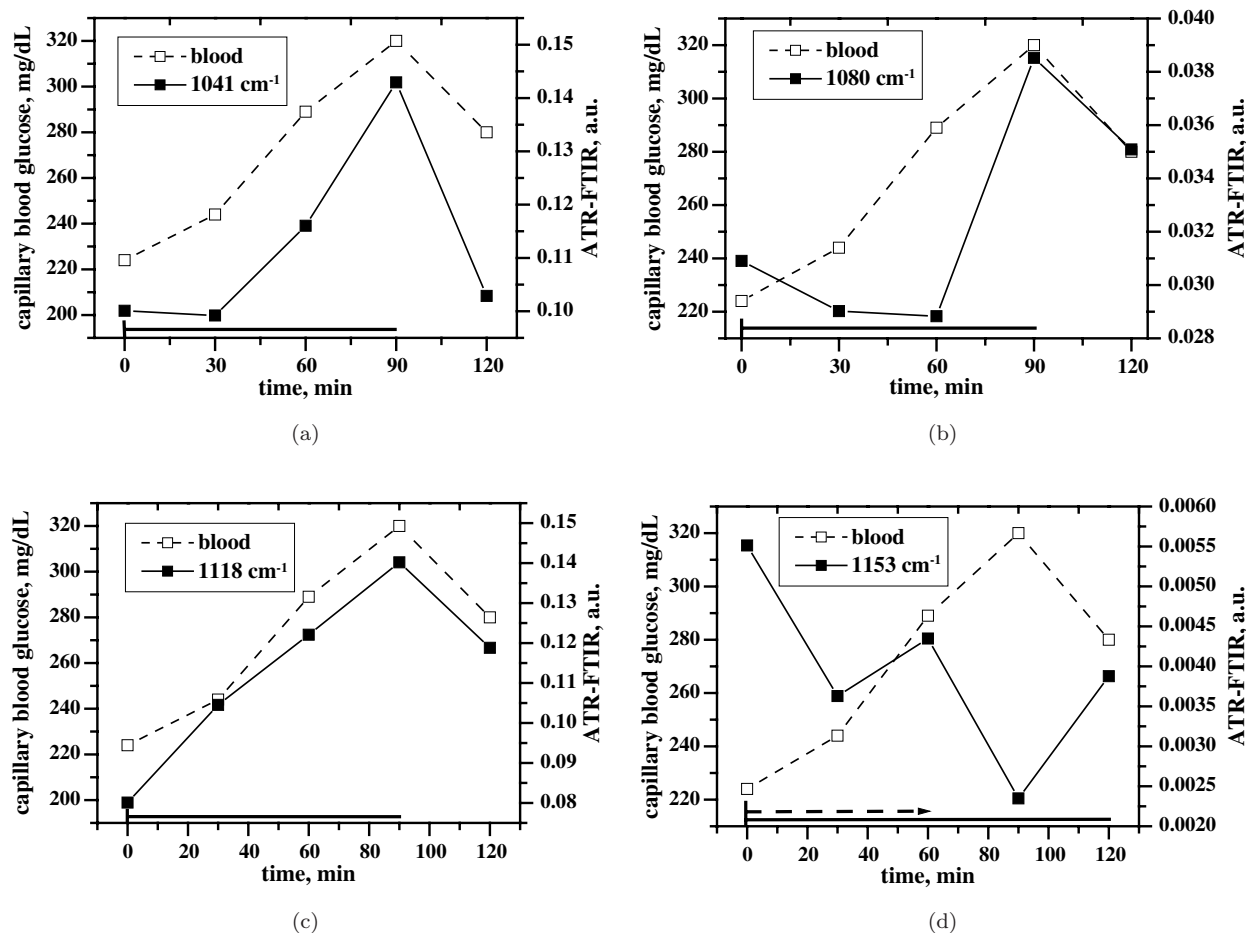 320
300
280
260
240
220
200
capillary blood glucose, mg/dL
blood
1041 cm-1
0.15
0.14
0.13
0.12
0.11
0.10
ATR-FTIR, a.u.
0 30 60 90 120
time, min
(a)
320
300
280
260
240
220
capillary blood glucose, mg/dL
blood
1080 cm-1
0.040
0.038
0.036
0.034
0.032
0.030
0.028
ATR-FTIR, a.u.
0 30 60 90 120
time, min
(b)
320
300
280
260
240
220
200
capillary blood glucose, mg/dL
blood
1118 cm-1
0.15
0.14
0.13
0.12
0.11
0.10
0.09
0.08
ATR-FTIR, a.u.
0 20 40 60 80 100 120
time, min
(c)
320
300
280
260
240
220
capillary blood glucose, mg/dL
blood
1153 cm-1
0.0060
0.0055
0.0050
0.0045
0.0040
0.0035
0.0030
0.0025
0.0020
ATR-FTIR, a.u.
0 20 40 60 80 100 120
time, min
(d)